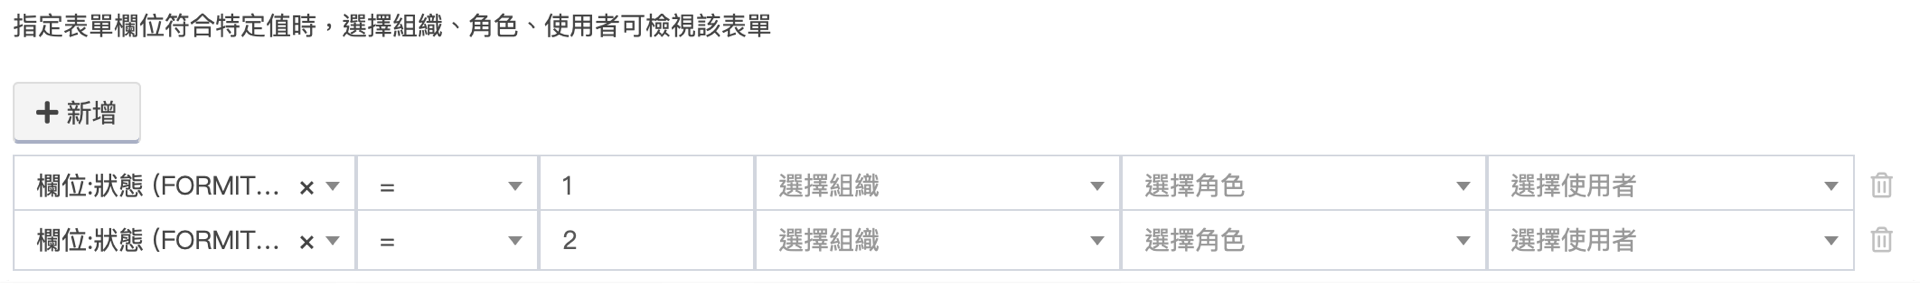 指定表單欄位符合特定值時，選擇組織、角色、使用者可檢視該表單
新增
欄位:狀態 (FORMIT... × = 1 選擇組織 選擇角色 選擇使用者
欄位:狀態 (FORMIT... × = 2 選擇組織 選擇角色 選擇使用者